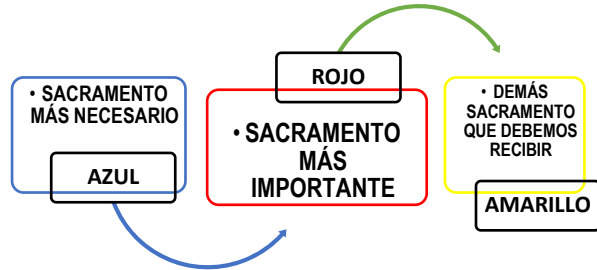 • SACRAMENTO
MÁS NECESARIO
AZUL
ROJO
• SACRAMENTO
MÁS
IMPORTANTE
• DEMÁS
SACRAMENTO
QUE DEBEMOS
RECIBIR
AMARILLO